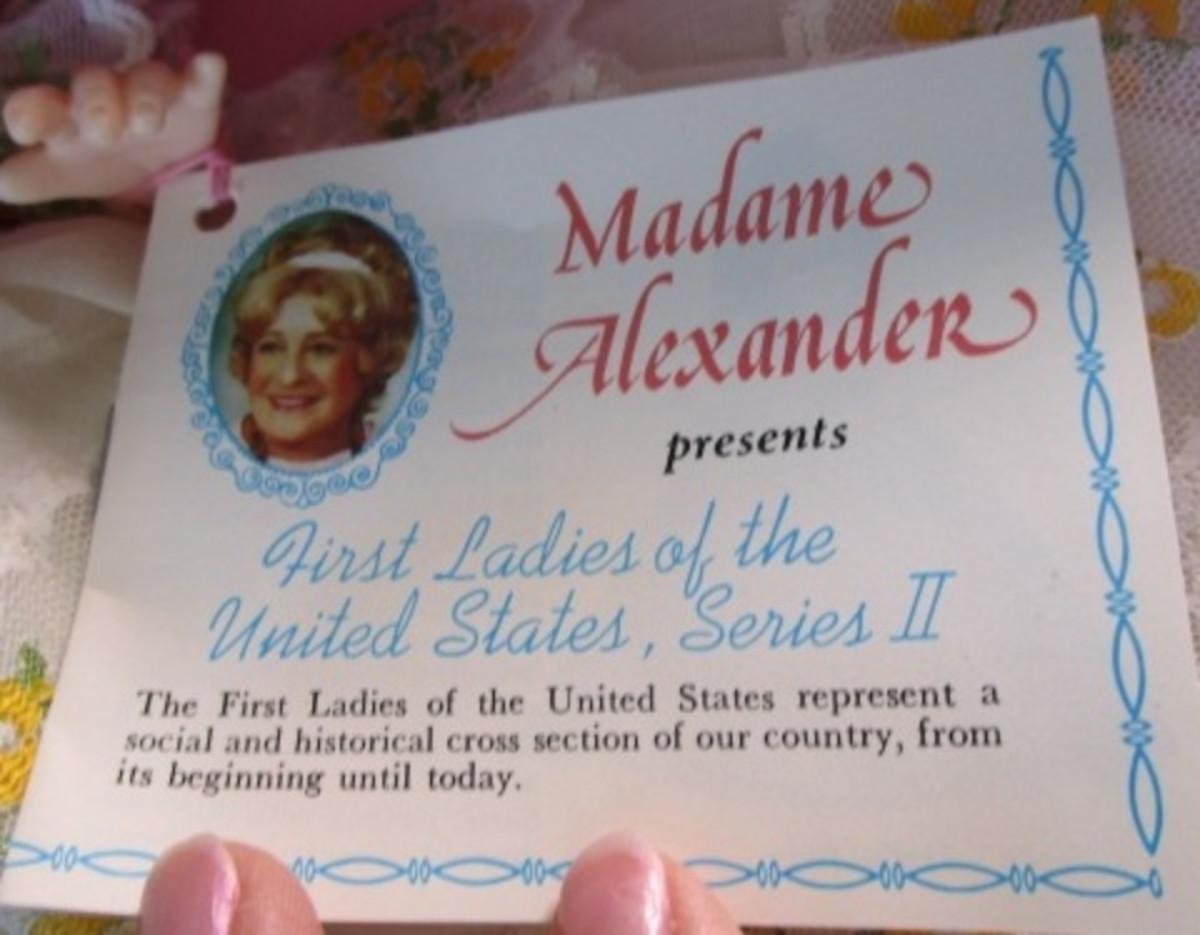 Madame
Alexander
presents
First Ladies of the
United States, Series II
The First Ladies of the United States represent a
social and historical cross section of our country, from
its beginning until today.